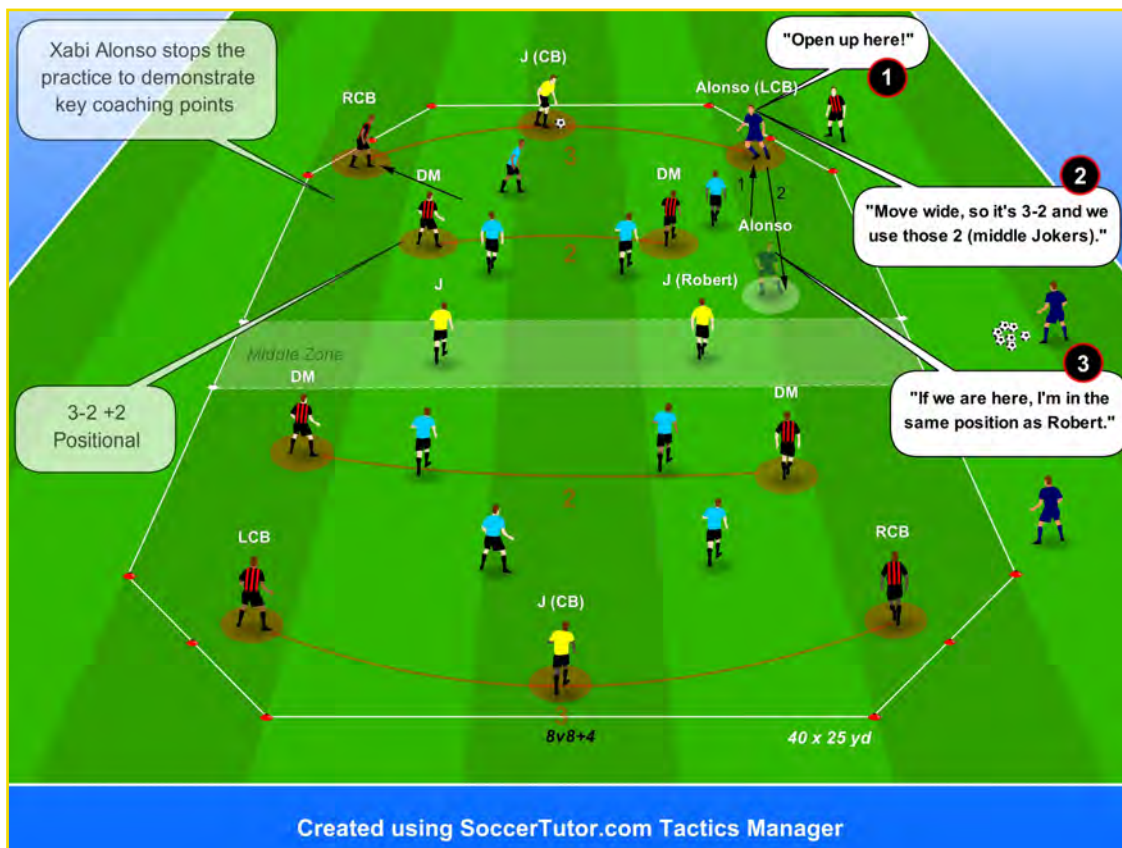 Xabi Alonso stops the
practice to demonstrate
key coaching points
J (CB)
"Open up here!"
1
Alonso (LCB)
RCB
3
DM
DM
1
2
2
"Move wide, so it's 3-2 and we
use those 2 (middle Jokers)."
Alonso
2
J
J (Robert)
Middle Zone
3
"If we are here, I'm in the
same position as Robert."
3-2 +2
Positional
DM
DM
2
LCB
RCB
J (CB)
3
8v8+4
40 x 25 yd
Created using SoccerTutor.com Tactics Manager